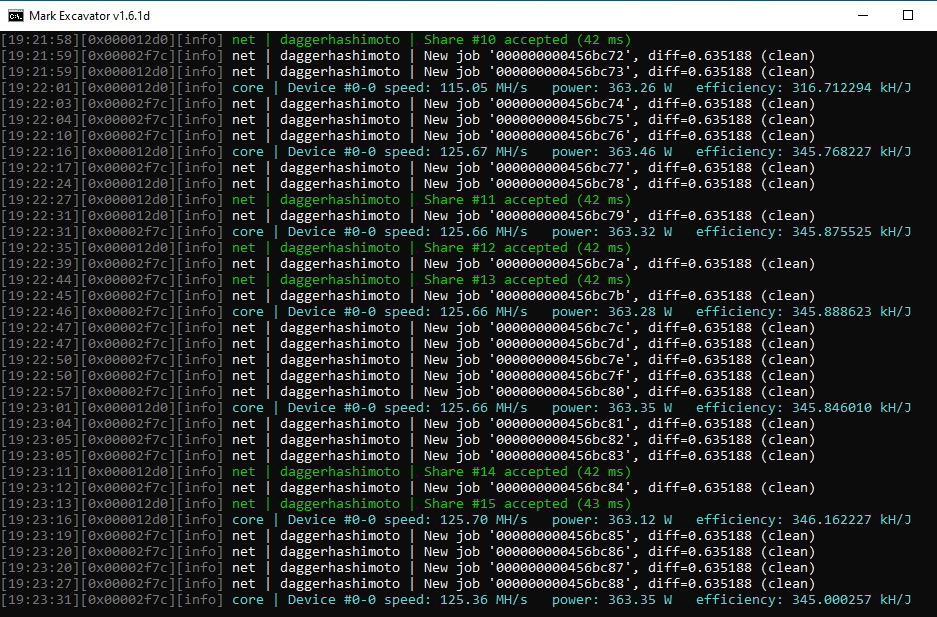 Mark Excavator v1.6.1d
[19:21:58][0x000012d0][info] net | daggerhashimoto | Share #10 accepted (42 ms)
[19:21:59][0x00002f7c][info] net | daggerhashimoto | New job '000000000456bc72', diff=0.635188 (clean)
[19:21:59][0x00002f7c][info] net | daggerhashimoto | New job '000000000456bc73', diff=0.635188 (clean)
[19:22:01][0x000012d0][info] core | Device #0-0 speed: 115.05 MH/s   power: 363.26 W   efficiency: 316.712294 kH/J
[19:22:03][0x00002f7c][info] net | daggerhashimoto | New job '000000000456bc74', diff=0.635188 (clean)
[19:22:04][0x00002f7c][info] net | daggerhashimoto | New job '000000000456bc75', diff=0.635188 (clean)
[19:22:10][0x00002f7c][info] net | daggerhashimoto | New job '000000000456bc76', diff=0.635188 (clean)
[19:22:16][0x00002f7c][info] core | Device #0-0 speed: 125.67 MH/s   power: 363.46 W   efficiency: 345.768227 kH/J
[19:22:17][0x00002f7c][info] net | daggerhashimoto | New job '000000000456bc77', diff=0.635188 (clean)
[19:22:24][0x000012d0][info] net | daggerhashimoto | New job '000000000456bc78', diff=0.635188 (clean)
[19:22:27][0x000012d0][info] net | daggerhashimoto | Share #11 accepted (42 ms)
[19:22:31][0x000012d0][info] net | daggerhashimoto | New job '000000000456bc79', diff=0.635188 (clean)
[19:22:31][0x00002f7c][info] core | Device #0-0 speed: 125.66 MH/s   power: 363.32 W   efficiency: 345.875525 kH/J
[19:22:35][0x000012d0][info] net | daggerhashimoto | Share #12 accepted (42 ms)
[19:22:39][0x00002f7c][info] net | daggerhashimoto | New job '000000000456bc7a', diff=0.635188 (clean)
[19:22:44][0x00002f7c][info] net | daggerhashimoto | Share #13 accepted (42 ms)
[19:22:45][0x00002f7c][info] net | daggerhashimoto | New job '000000000456bc7b', diff=0.635188 (clean)
[19:22:46][0x00002f7c][info] core | Device #0-0 speed: 125.66 MH/s   power: 363.28 W   efficiency: 345.888623 kH/J
[19:22:47][0x00002f7c][info] net | daggerhashimoto | New job '000000000456bc7c', diff=0.635188 (clean)
[19:22:47][0x00002f7c][info] net | daggerhashimoto | New job '000000000456bc7d', diff=0.635188 (clean)
[19:22:50][0x00002f7c][info] net | daggerhashimoto | New job '000000000456bc7e', diff=0.635188 (clean)
[19:22:50][0x00002f7c][info] net | daggerhashimoto | New job '000000000456bc7f', diff=0.635188 (clean)
[19:22:57][0x00002f7c][info] net | daggerhashimoto | New job '000000000456bc80', diff=0.635188 (clean)
[19:23:01][0x000012d0][info] core | Device #0-0 speed: 125.66 MH/s   power: 363.35 W   efficiency: 345.846010 kH/J
[19:23:04][0x00002f7c][info] net | daggerhashimoto | New job '000000000456bc81', diff=0.635188 (clean)
[19:23:05][0x00002f7c][info] net | daggerhashimoto | New job '000000000456bc82', diff=0.635188 (clean)
[19:23:05][0x00002f7c][info] net | daggerhashimoto | New job '000000000456bc83', diff=0.635188 (clean)
[19:23:11][0x000012d0][info] net | daggerhashimoto | Share #14 accepted (42 ms)
[19:23:12][0x00002f7c][info] net | daggerhashimoto | New job '000000000456bc84', diff=0.635188 (clean)
[19:23:13][0x000012d0][info] net | daggerhashimoto | Share #15 accepted (43 ms)
[19:23:16][0x000012d0][info] core | Device #0-0 speed: 125.70 MH/s   power: 363.12 W   efficiency: 346.162227 kH/J
[19:23:19][0x00002f7c][info] net | daggerhashimoto | New job '000000000456bc85', diff=0.635188 (clean)
[19:23:20][0x00002f7c][info] net | daggerhashimoto | New job '000000000456bc86', diff=0.635188 (clean)
[19:23:20][0x00002f7c][info] net | daggerhashimoto | New job '000000000456bc87', diff=0.635188 (clean)
[19:23:27][0x00002f7c][info] net | daggerhashimoto | New job '000000000456bc88', diff=0.635188 (clean)
[19:23:31][0x00002f7c][info] core | Device #0-0 speed: 125.36 MH/s   power: 363.35 W   efficiency: 345.000257 kH/J